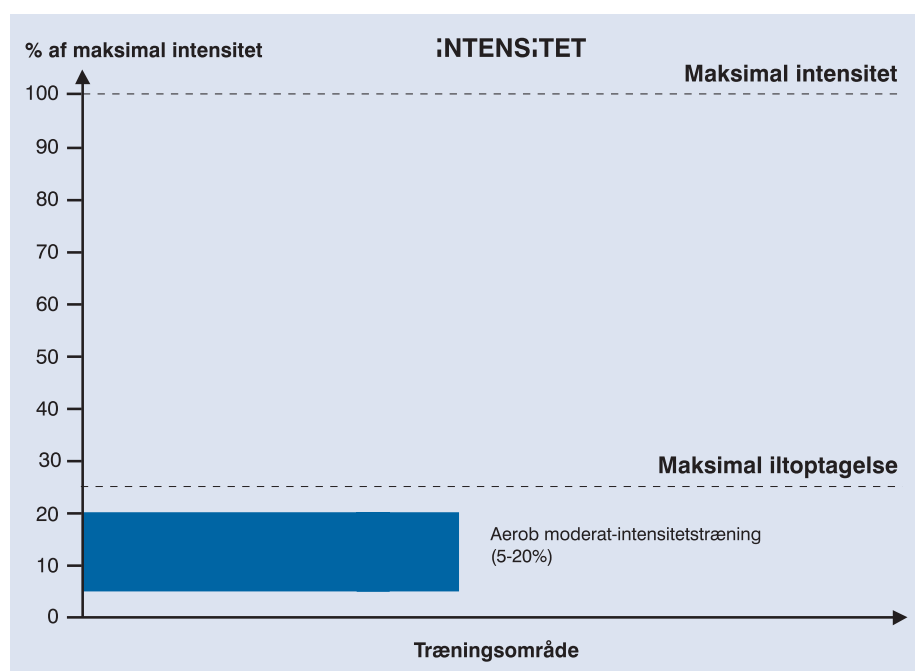 % af maksimal intensitet
iNTENSiTET
Maksimal intensitet
100
90
80
70
60
50
40
30
Maksimal iltoptagelse
20
Aerob moderat-intensitetstræning
(5-20%)
10
0
Træningsområde